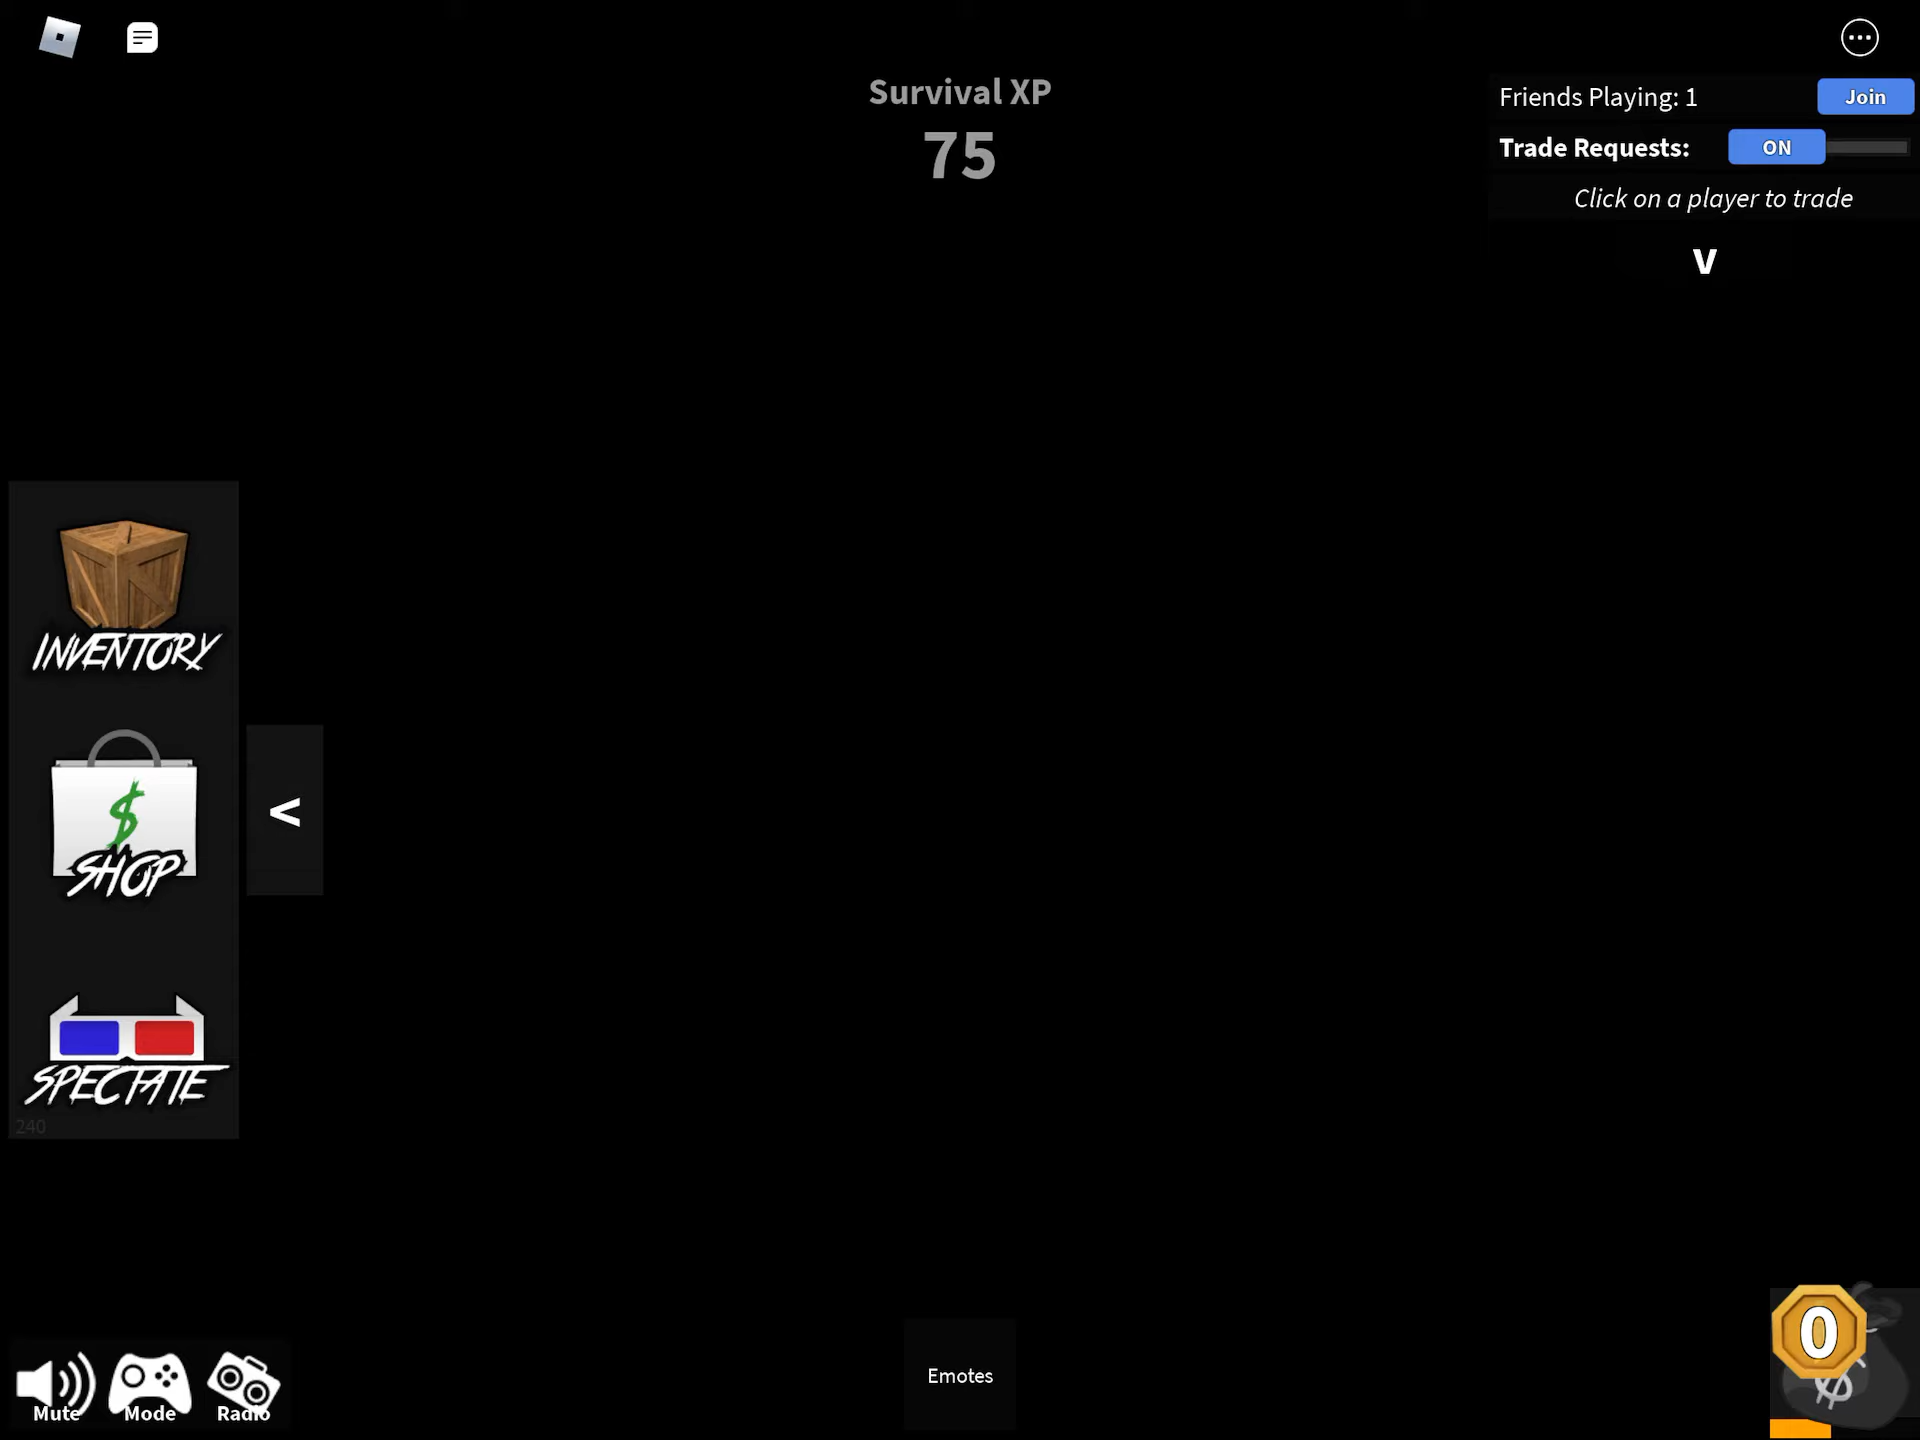 Survival XP
75
Friends Playing: 1
Join
Trade Requests:
ON
Click on a player to trade
v
INVENTORY
$
SHOP
<
SPECTATE
240
Mute
Mode
Radio
Emotes
0
$